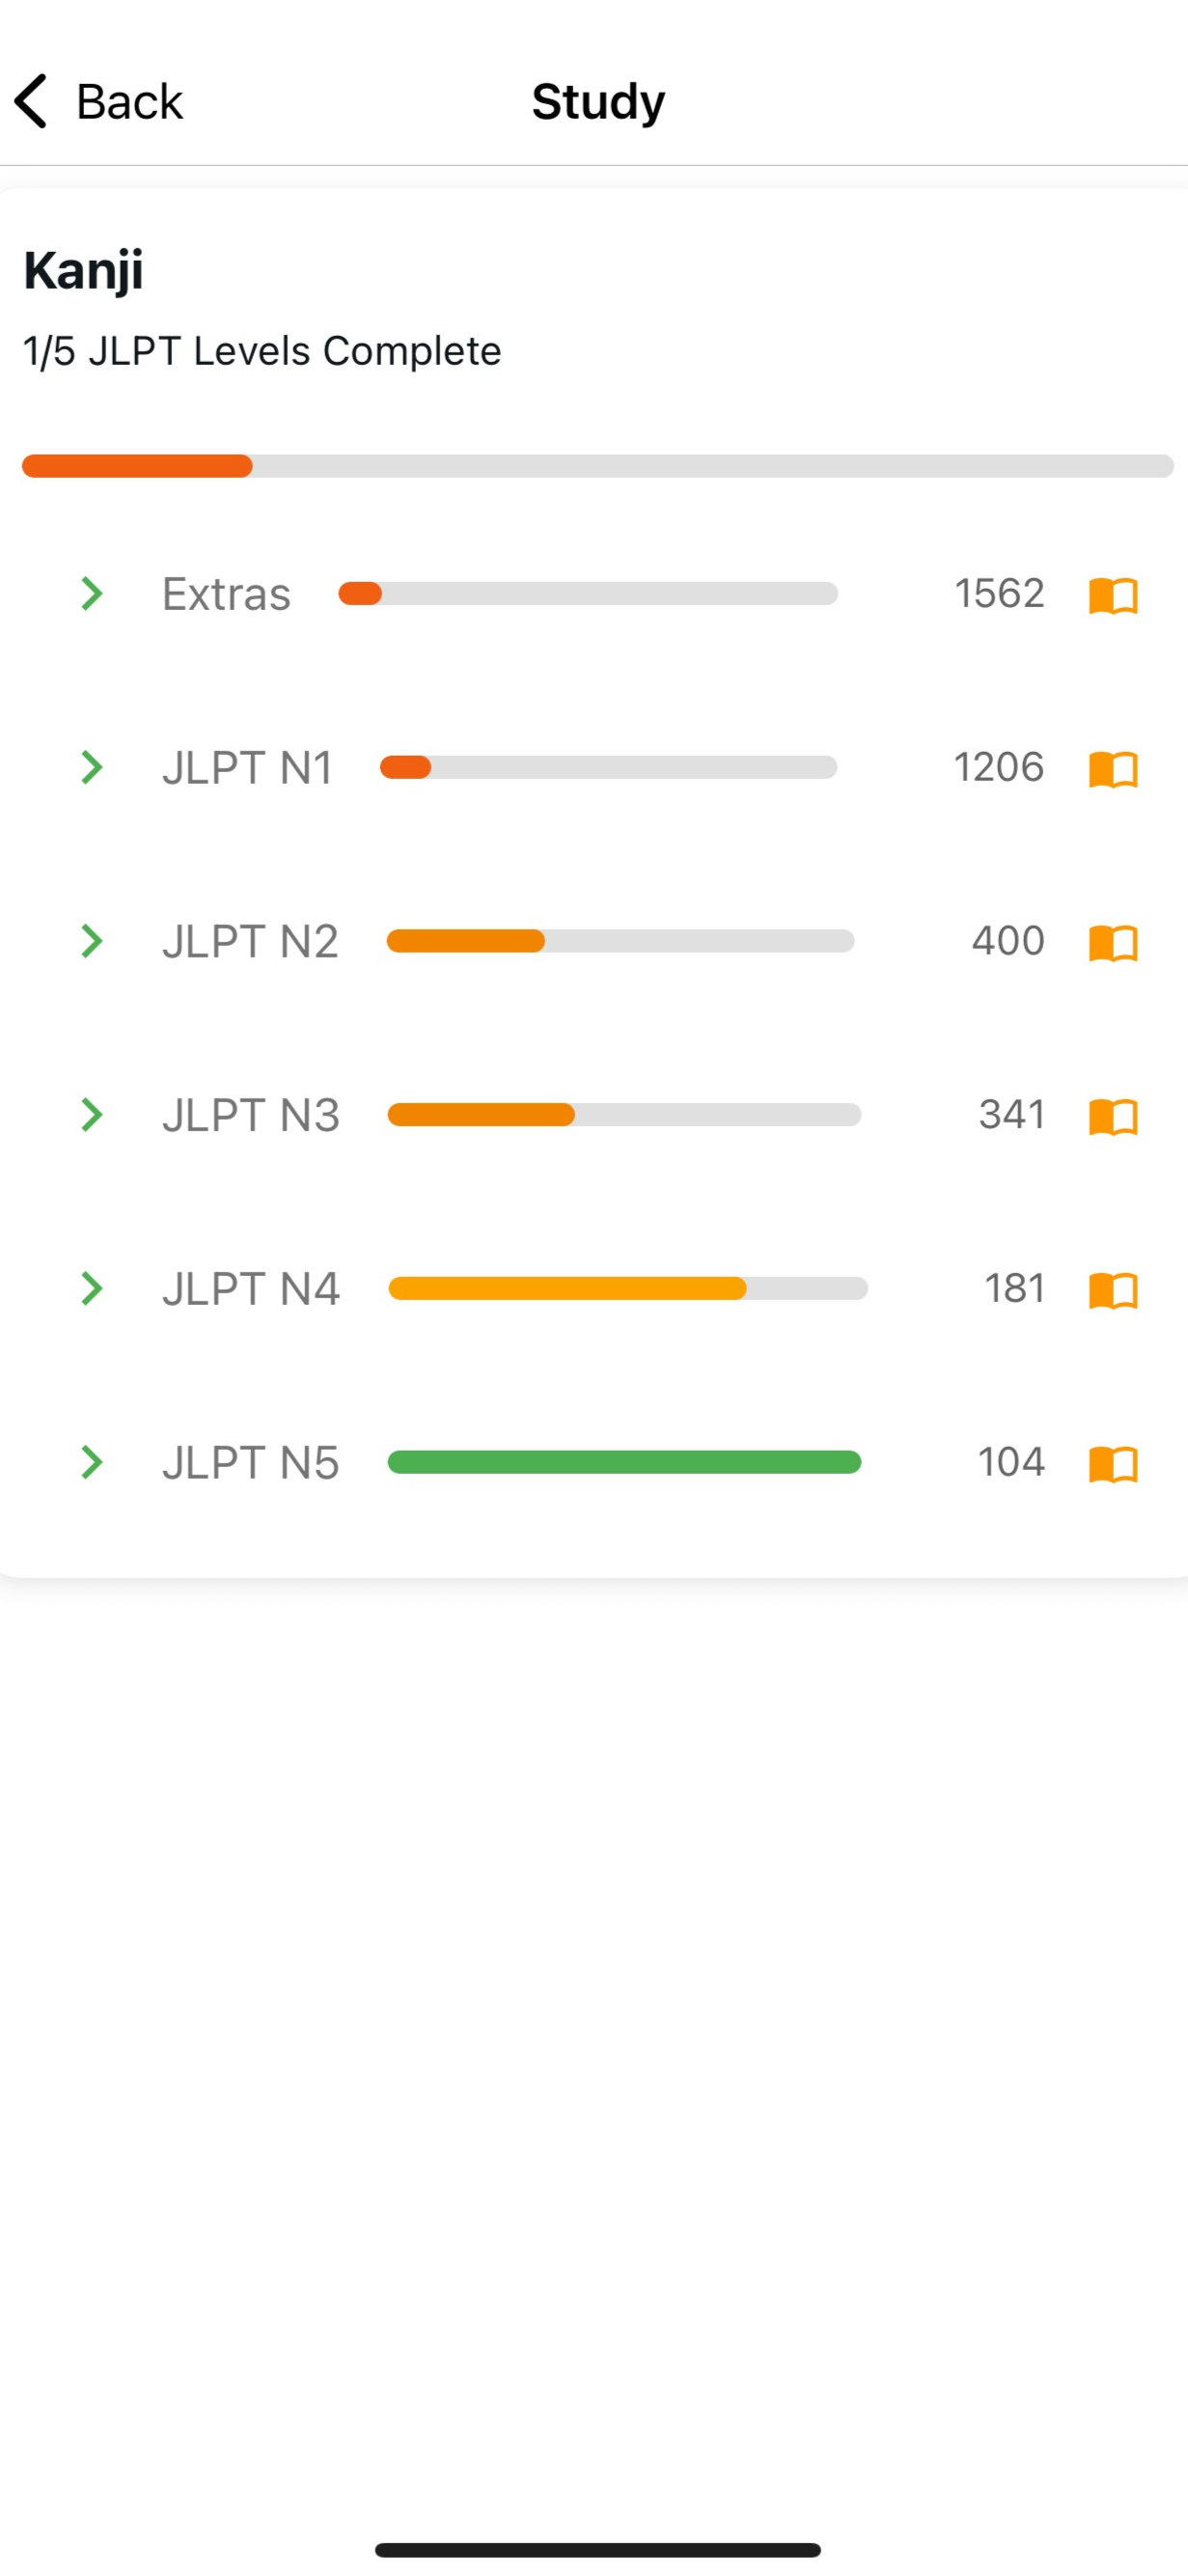 Back
Study
Kanji
1/5 JLPT Levels Complete
Extras 1562
JLPT N1 1206
JLPT N2 400
JLPT N3 341
JLPT N4 181
JLPT N5 104